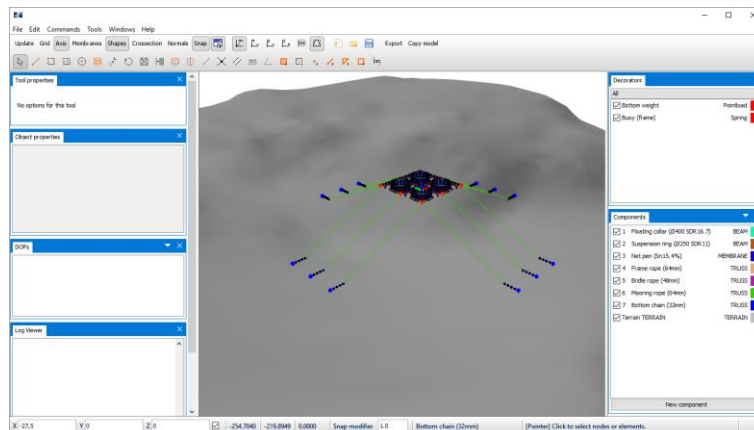 File Edit Commands Tools Windows Help
Update Grid Axis Membranes Shapes Crossection Normals Snap Export Copy model
Tool properties
No options for this tool
Object properties
DOFs
Log Viewer
Decorators
All
Bottom weight Pointload
Buoy (frame) Spring
Components
1 Floating collar (Ø400 SDR16.7) BEAM
2 Suspension ring (Ø250 SDR11) BEAM
3 Net pen (Sn15.4%) MEMBRANE
4 Frame rope (64mm) TRUSS
5 Bridle rope (48mm) TRUSS
6 Mooring rope (64mm) TRUSS
7 Bottom chain (32mm) TRUSS
Terrain TERRAIN TERRAIN
New component
X -27,5 Y 0 Z 0 -254.7040 -219.8949 0.0000 Snap modifier 1.0 Bottom chain (32mm) [Pointer] Click to select nodes or elements.